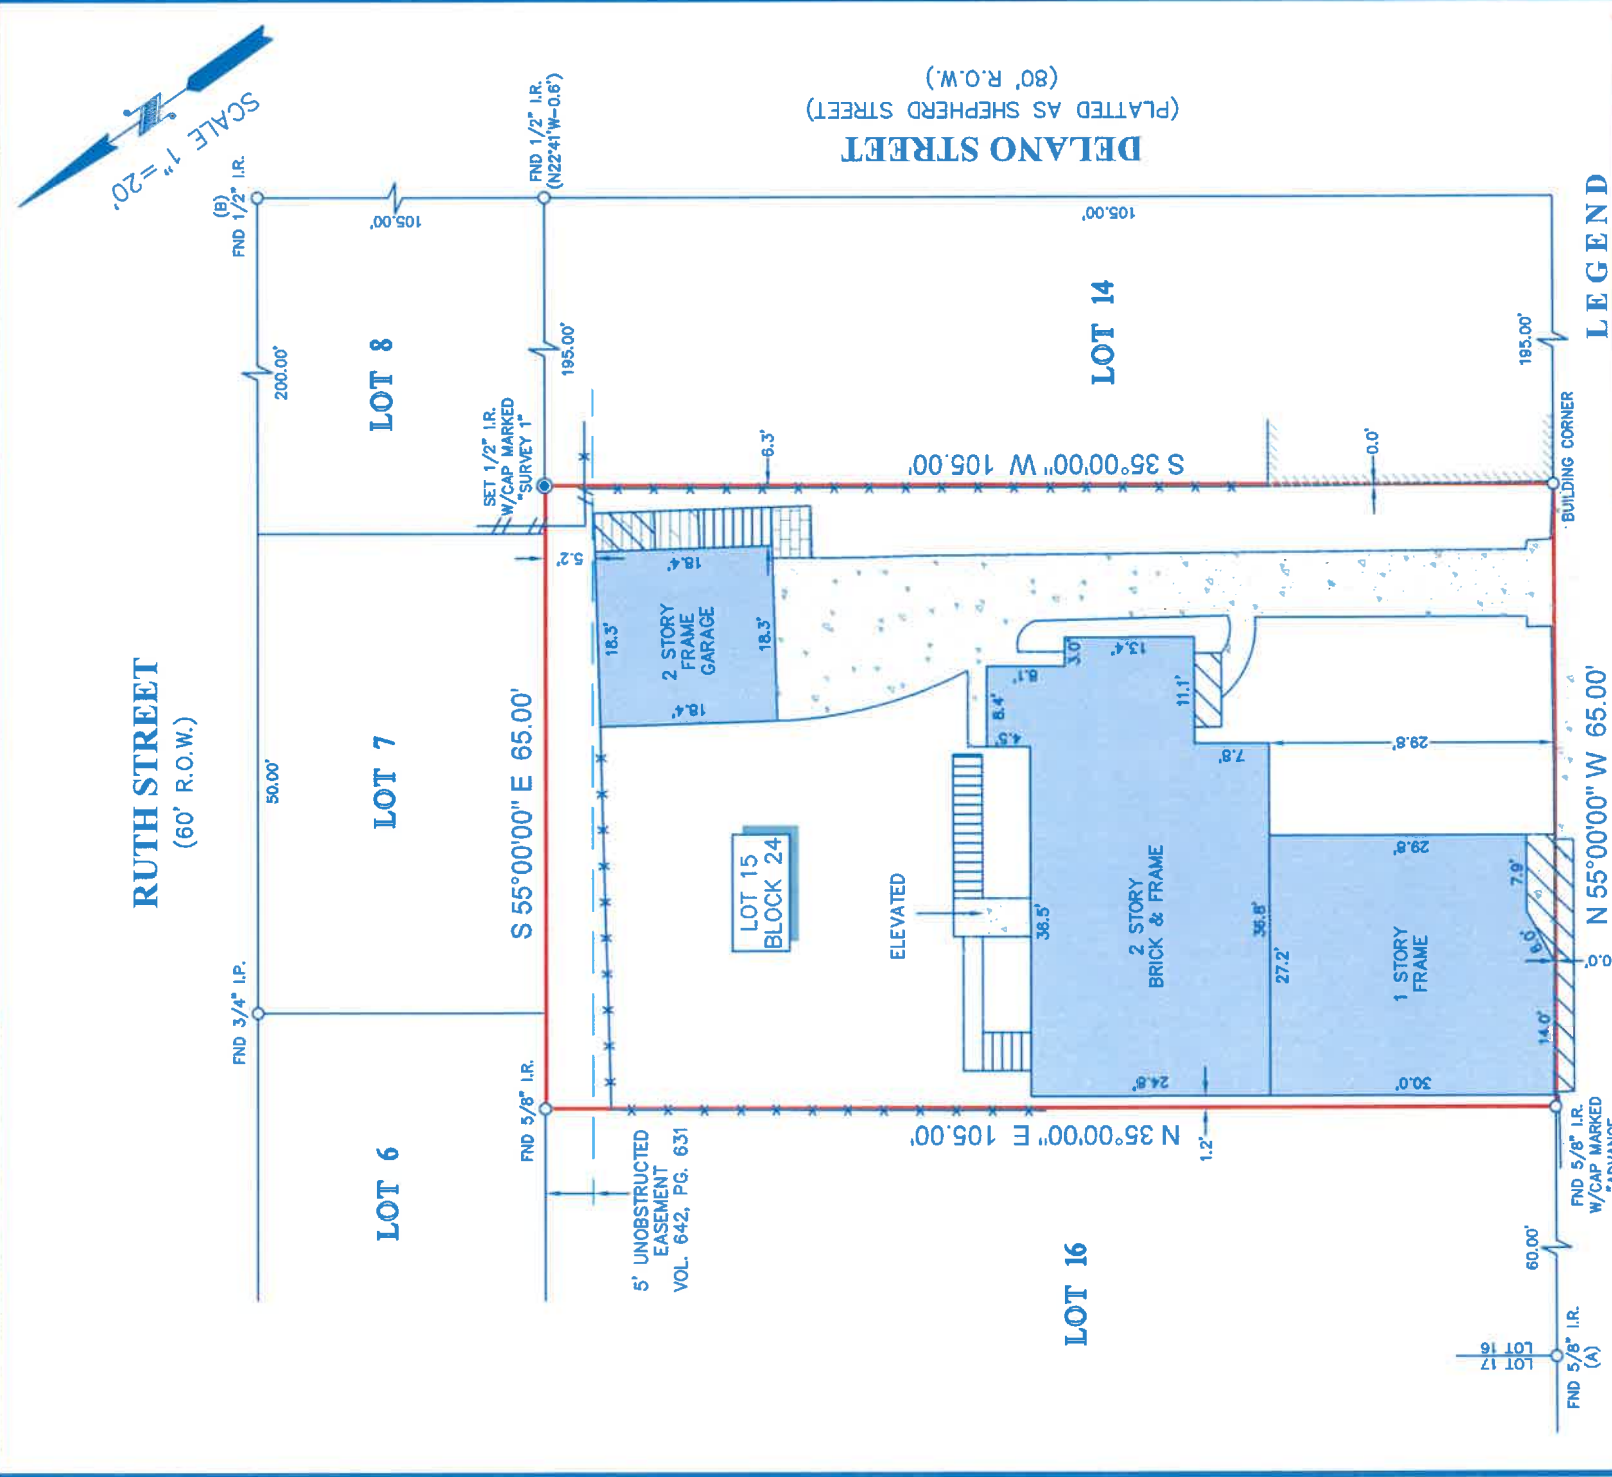 SCALE 1"=20'
RUTH STREET
(60' R.O.W.)
DELANO STREET
(PLATTED AS SHEPHERD STREET)
(80' R.O.W.)
(B)
FND 1/2" I.R.
FND 1/2" I.R.
(N22°41'W-0.6')
200.00'
105.00'
50.00'
FND 3/4" I.P.
LOT 8
LOT 7
LOT 6
195.00'
105.00'
LOT 14
195.00'
SET 1/2" I.R.
W/CAP MARKED
"SURVEY 1"
S 55°00'00" E 65.00'
FND 5/8" I.R.
5' UNOBSTRUCTED
EASEMENT
VOL. 642, PG. 631
5.2'
6.3'
S 35°00'00" W 105.00'
0.0'
BUILDING CORNER
18.4'
18.3'
2 STORY
FRAME
GARAGE
18.3'
18.4'
LOT 15
BLOCK 24
ELEVATED
3.0'
13.4'
8.1'
8.4'
4.5'
11.1'
7.8'
29.8'
38.5'
2 STORY
BRICK & FRAME
36.8'
27.2'
24.8'
29.8'
7.9'
1 STORY
FRAME
14.0'
30.0'
0.0'
1.2'
N 35°00'00" E 105.00'
N 55°00'00" W 65.00'
LOT 16
60.00'
FND 5/8" I.R.
W/CAP MARKED
LOT 16
LOT 17
FND 5/8" I.R.
(A)
LEGEND